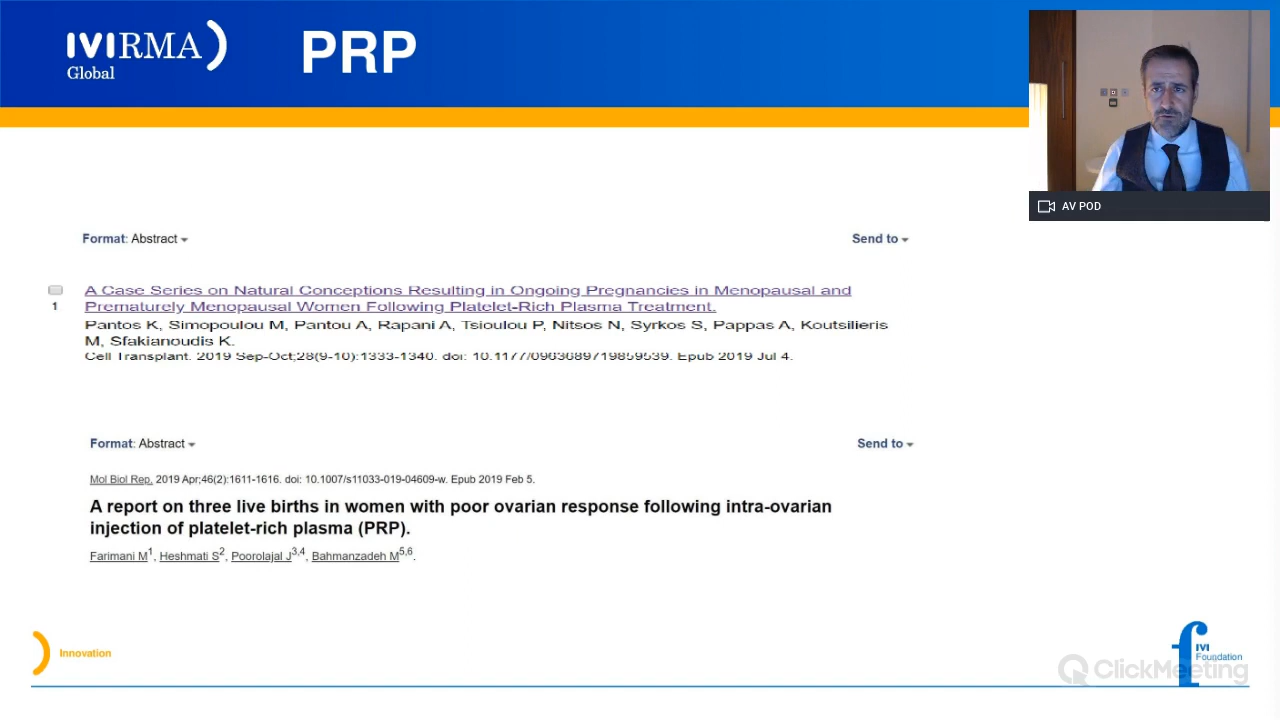 IVIRMA
Global
PRP
AV POD
Format: Abstract
Send to
1
A Case Series on Natural Conceptions Resulting in Ongoing Pregnancies in Menopausal and
Prematurely Menopausal Women Following Platelet-Rich Plasma Treatment.
Pantos K, Simopoulou M, Pantou A, Rapani A, Tsioulou P, Nitsos N, Syrkos S, Pappas A, Koutsilieris
M, Sfakianoudis K.
Cell Transplant. 2019 Sep-Oct;28(9-10):1333-1340. doi: 10.1177/0963689719859539. Epub 2019 Jul 4.
Format: Abstract
Send to
Mol Biol Rep. 2019 Apr;46(2):1611-1616. doi: 10.1007/s11033-019-04609-w. Epub 2019 Feb 5.
A report on three live births in women with poor ovarian response following intra-ovarian
injection of platelet-rich plasma (PRP).
Farimani M1, Heshmati S2, Poorolajal J3,4, Bahmanzadeh M5,6.
Innovation
IVI
Foundation
ClickMeeting